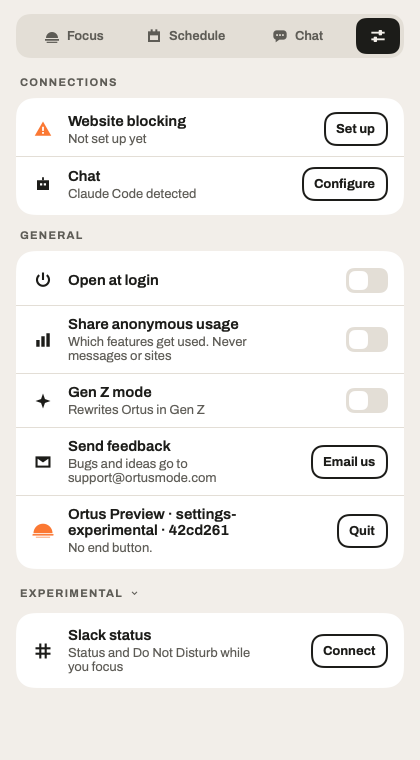 Focus
Schedule
Chat
CONNECTIONS
Website blocking
Not set up yet
Set up
Chat
Claude Code detected
Configure
GENERAL
Open at login
Share anonymous usage
Which features get used. Never
messages or sites
Gen Z mode
Rewrites Ortus in Gen Z
Send feedback
Bugs and ideas go to
support@ortusmode.com
Email us
Ortus Preview · settings-
experimental · 42cd261
No end button.
Quit
EXPERIMENTAL
Slack status
Status and Do Not Disturb while
you focus
Connect